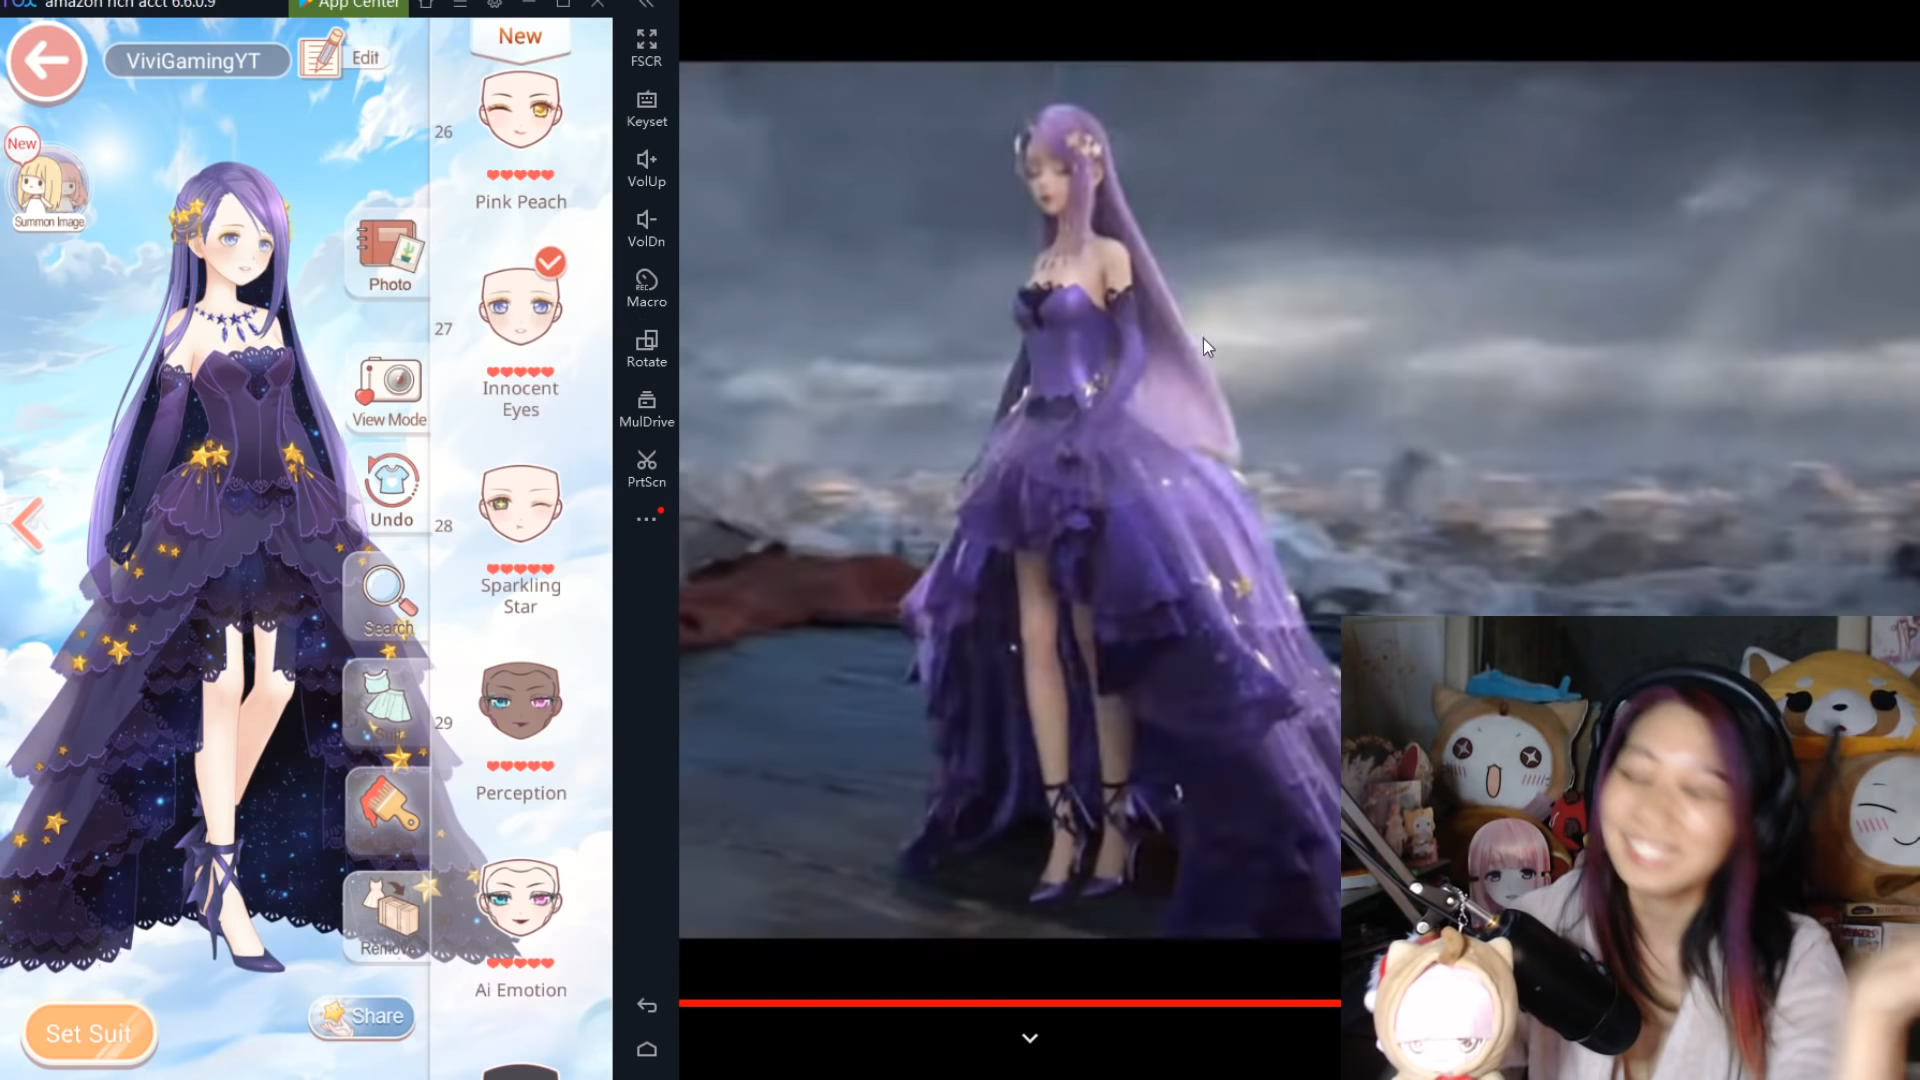 amazon rich acct 6.6.0.9
App Center
ViviGamingYT
Edit
New
Summon Image
Photo
View Mode
Undo
Search
Remove
Set Suit
Share
New
26
Pink Peach
27
Innocent
Eyes
28
Sparkling
Star
29
Perception
Ai Emotion
FSCR
Keyset
VolUp
VolDn
REC
Macro
Rotate
MulDrive
PrtScn